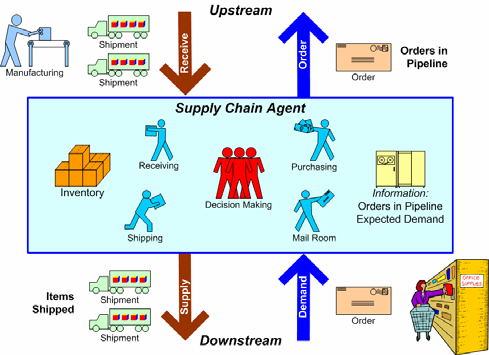 Upstream
Shipment
Shipment
Manufacturing
Receive
Order
Order
Orders in
Pipeline
Supply Chain Agent
Receiving
Purchasing
Inventory
Decision Making
Information:
Orders in Pipeline
Expected Demand
Shipping
Mail Room
Items
Shipped
Shipment
Shipment
Supply
Demand
Order
OFFICE
SUPPLIES
Downstream